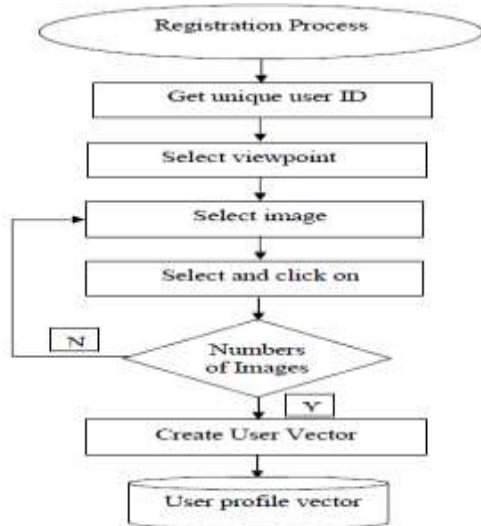 Registration Process
Get unique user ID
Select viewpoint
Select image
Select and click on
N
Numbers
of Images
Y
Create User Vector
User profile vector